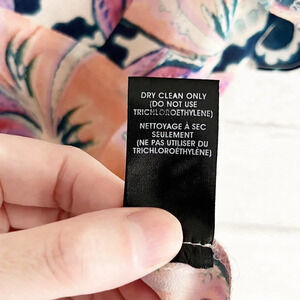 DRY CLEAN ONLY
(DO NOT USE
TRICHLOROETHYLENE)
NETTOYAGE À SEC
SEULEMENT
(NE PAS UTILISER DU
TRICHLOROÉTHYLÈNE)